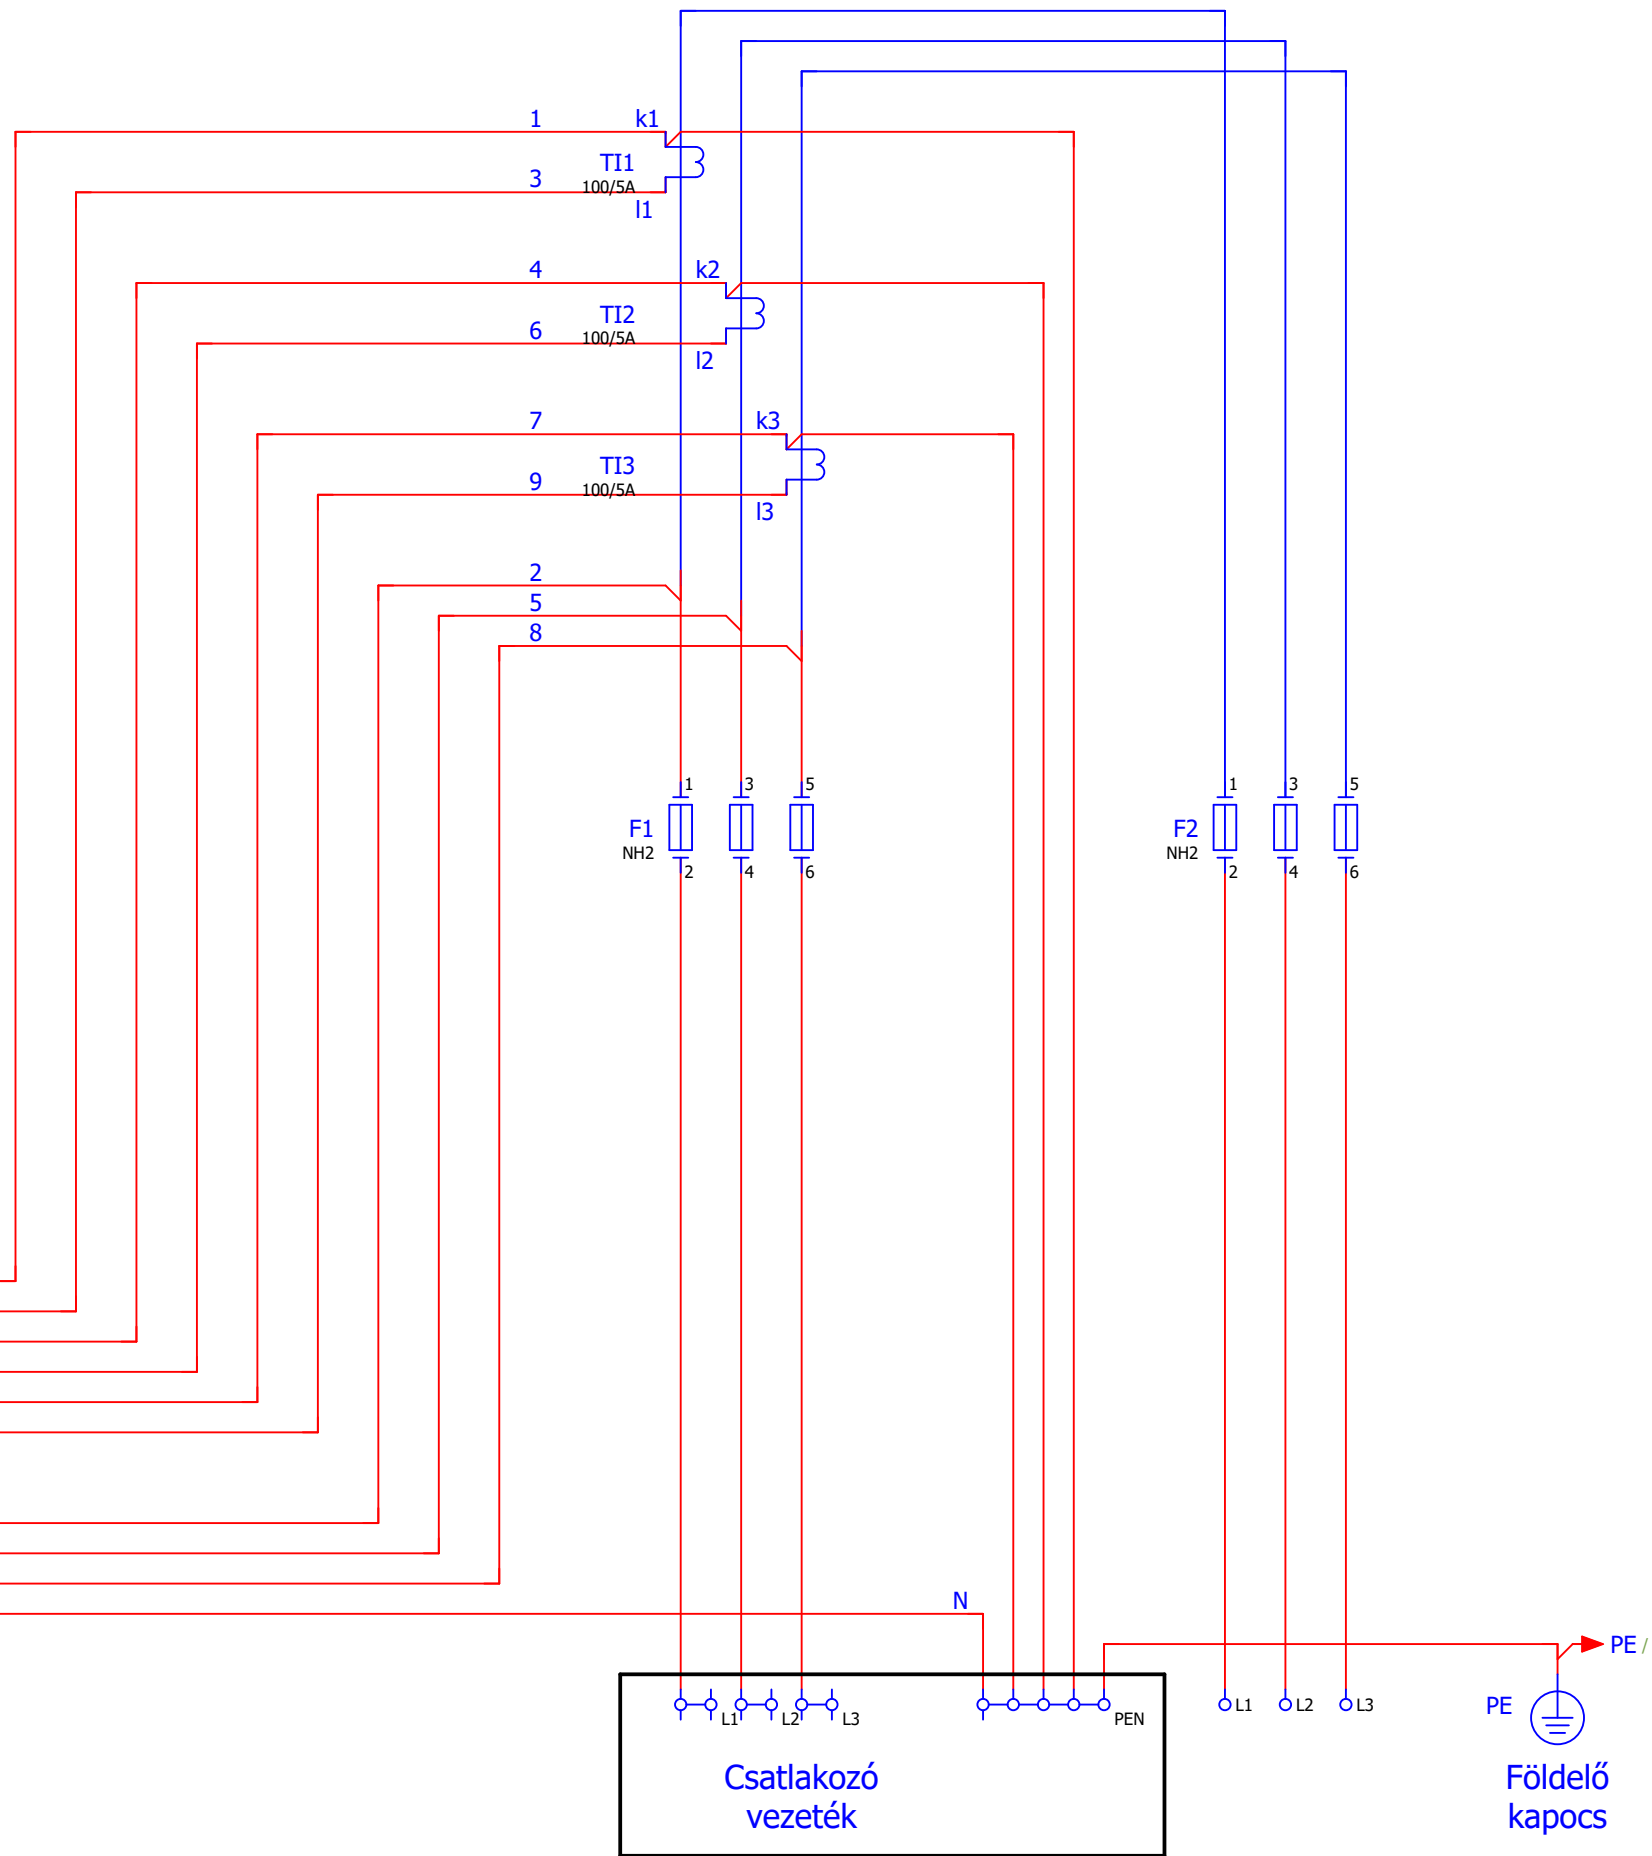 1 k1
TI1
3 100/5A
l1
4 k2
TI2
6 100/5A
l2
7 k3
TI3
9 100/5A
l3
2
5
8
1 3 5 1 3 5
F1 F2
NH2 NH2
2 4 6 2 4 6
N
PE /
L1 L2 L3 PEN L1 L2 L3 PE
Csatlakozó
vezeték
Földelő
kapocs